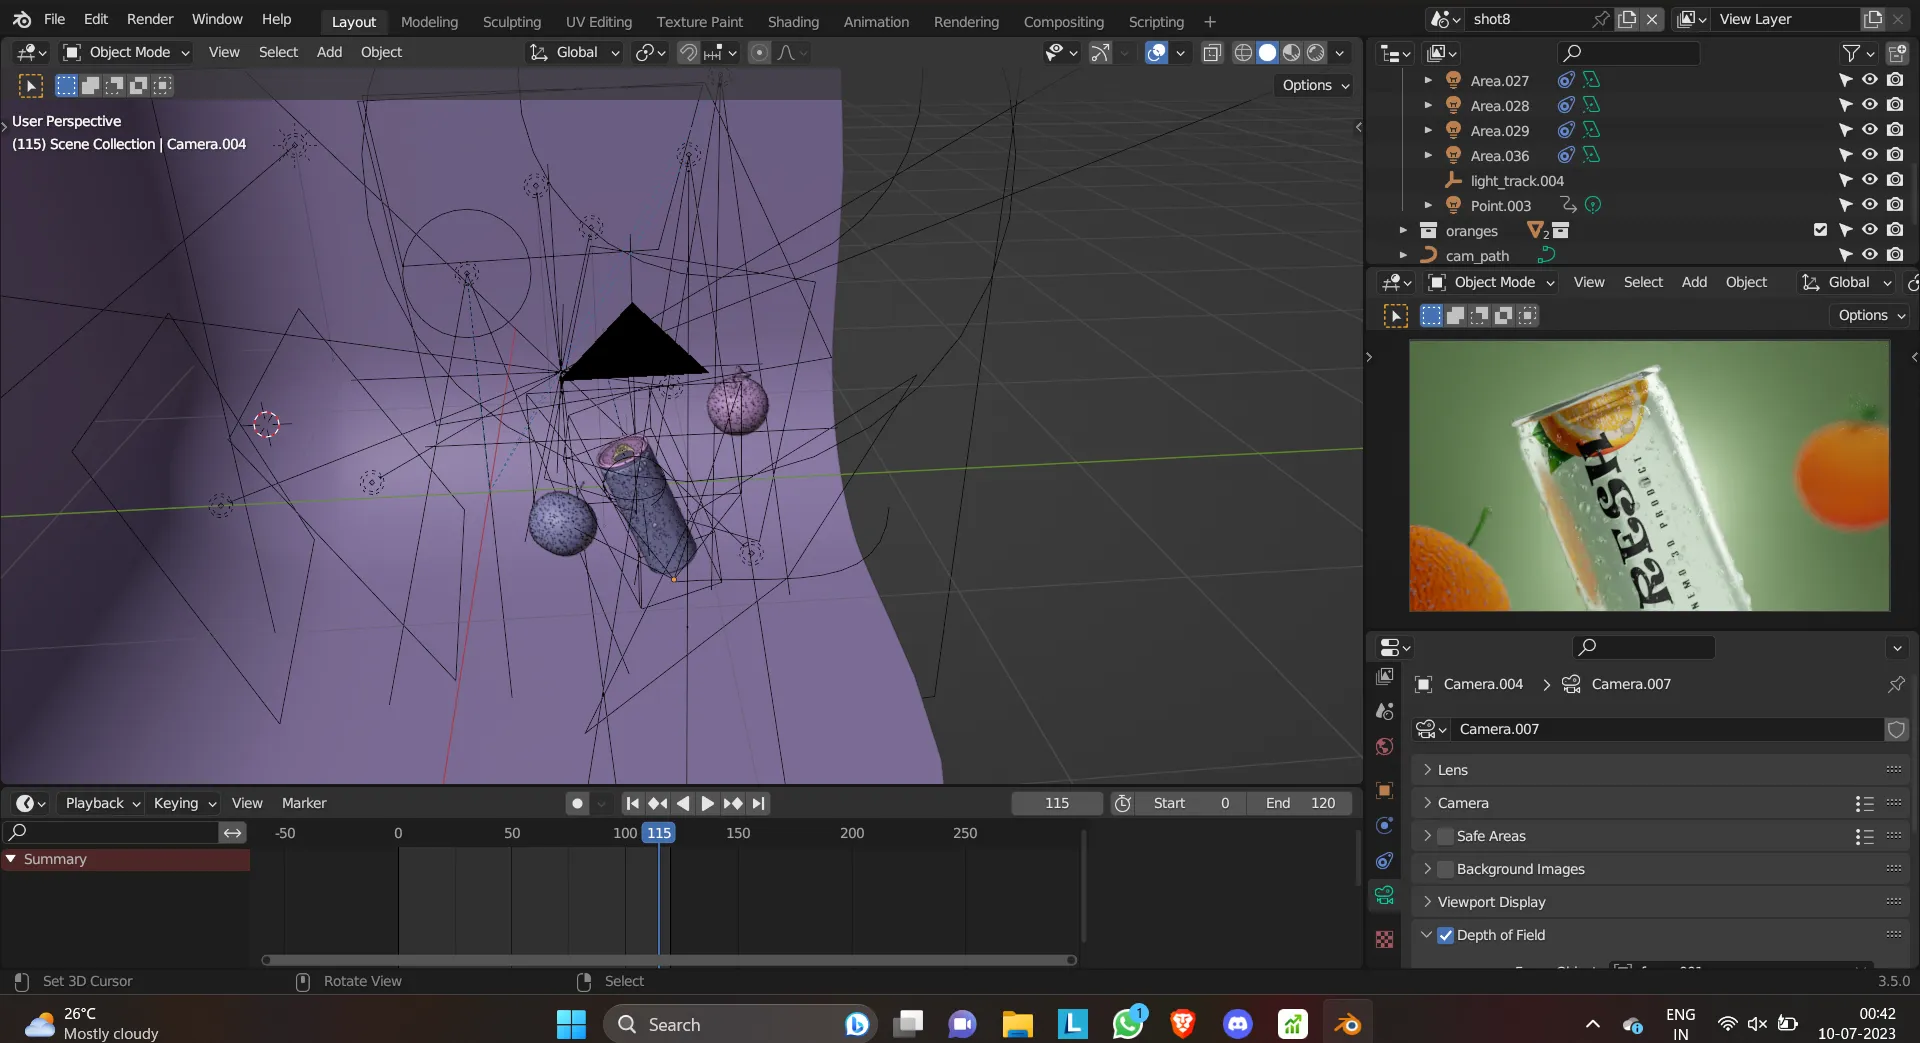 File Edit Render Window Help Layout Modeling Sculpting UV Editing Texture Paint Shading Animation Rendering Compositing Scripting + shot8 View Layer
Object Mode View Select Add Object Global
Options
User Perspective
(115) Scene Collection | Camera.004
Area.027
Area.028
Area.029
Area.036
light_track.004
Point.003
oranges 2
cam_path
Object Mode View Select Add Object Global
Options
PRODUCT
Camera.004 > Camera.007
Camera.007
Lens
Camera
Safe Areas
Background Images
Viewport Display
Depth of Field
Playback Keying View Marker 115 Start 0 End 120
-50 0 50 100 115 150 200 250
Summary
Set 3D Cursor Rotate View Select 3.5.0
26°C
Mostly cloudy
Search
1
ENG
IN
00:42
10-07-2023